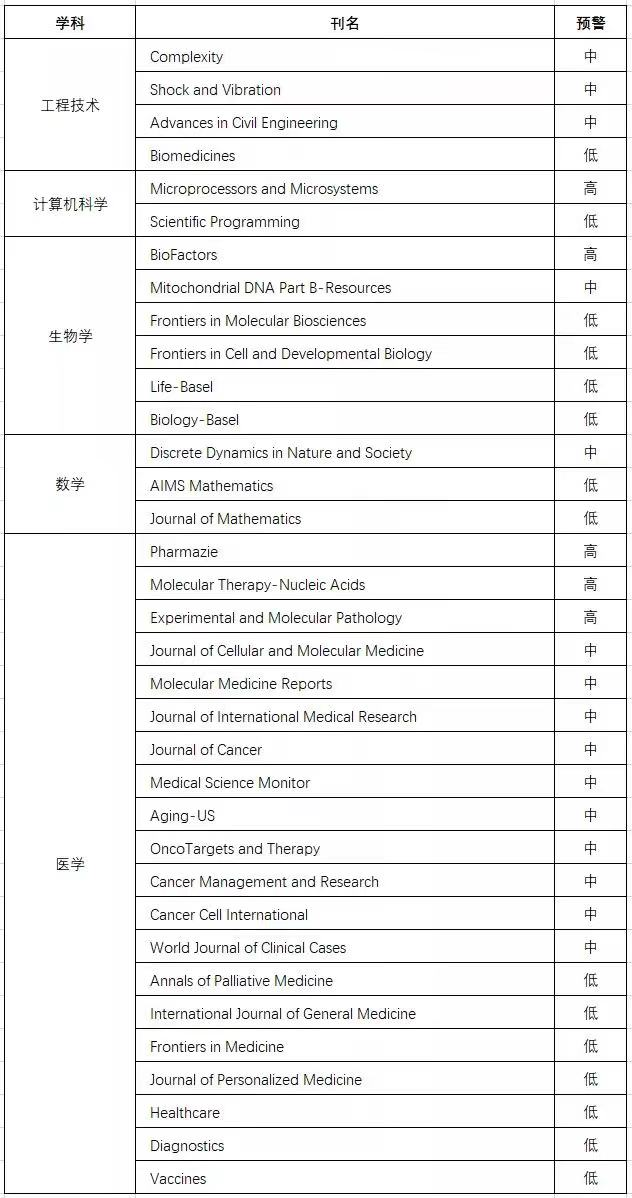 学科 刊名 预警
工程技术
Complexity 中
Shock and Vibration 中
Advances in Civil Engineering 中
Biomedicines 低
计算机科学
Microprocessors and Microsystems 高
Scientific Programming 低
生物学
BioFactors 高
Mitochondrial DNA Part B-Resources 中
Frontiers in Molecular Biosciences 低
Frontiers in Cell and Developmental Biology 低
Life-Basel 低
Biology-Basel 低
数学
Discrete Dynamics in Nature and Society 中
AIMS Mathematics 低
Journal of Mathematics 低
医学
Pharmazie 高
Molecular Therapy-Nucleic Acids 高
Experimental and Molecular Pathology 高
Journal of Cellular and Molecular Medicine 中
Molecular Medicine Reports 中
Journal of International Medical Research 中
Journal of Cancer 中
Medical Science Monitor 中
Aging-US 中
OncoTargets and Therapy 中
Cancer Management and Research 中
Cancer Cell International 中
World Journal of Clinical Cases 中
Annals of Palliative Medicine 低
International Journal of General Medicine 低
Frontiers in Medicine 低
Journal of Personalized Medicine 低
Healthcare 低
Diagnostics 低
Vaccines 低